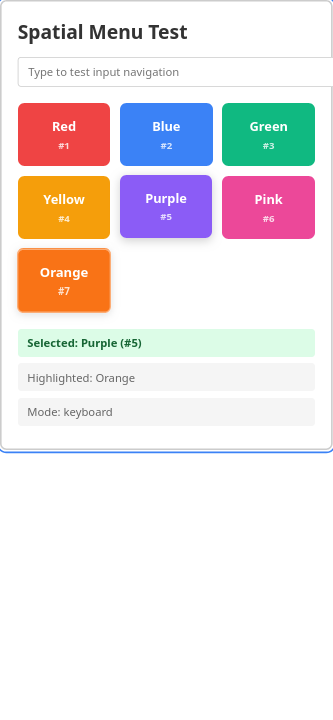 Spatial Menu Test
Type to test input navigation
Red
#1
Blue
#2
Green
#3
Yellow
#4
Purple
#5
Pink
#6
Orange
#7
Selected: Purple (#5)
Highlighted: Orange
Mode: keyboard